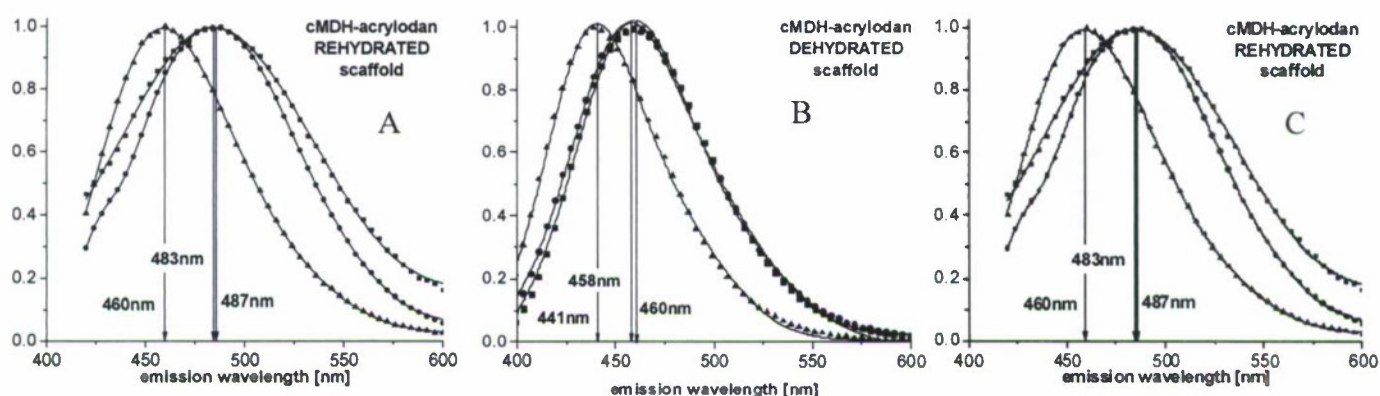 cMDH-acrylodan
REHYDRATED
scaffold
A
1.0
0.8
0.6
0.4
0.2
0.0
483nm
460nm
487nm
400
450
500
550
600
emission wavelength [nm]
cMDH-acrylodan
DEHYDRATED
scaffold
B
1.0
0.8
0.6
0.4
0.2
0.0
458nm
441nm
460nm
400
450
500
550
600
emission wavelength [nm]
cMDH-acrylodan
REHYDRATED
scaffold
C
1.0
0.8
0.6
0.4
0.2
0.0
483nm
460nm
487nm
400
450
500
550
600
emission wavelength [nm]